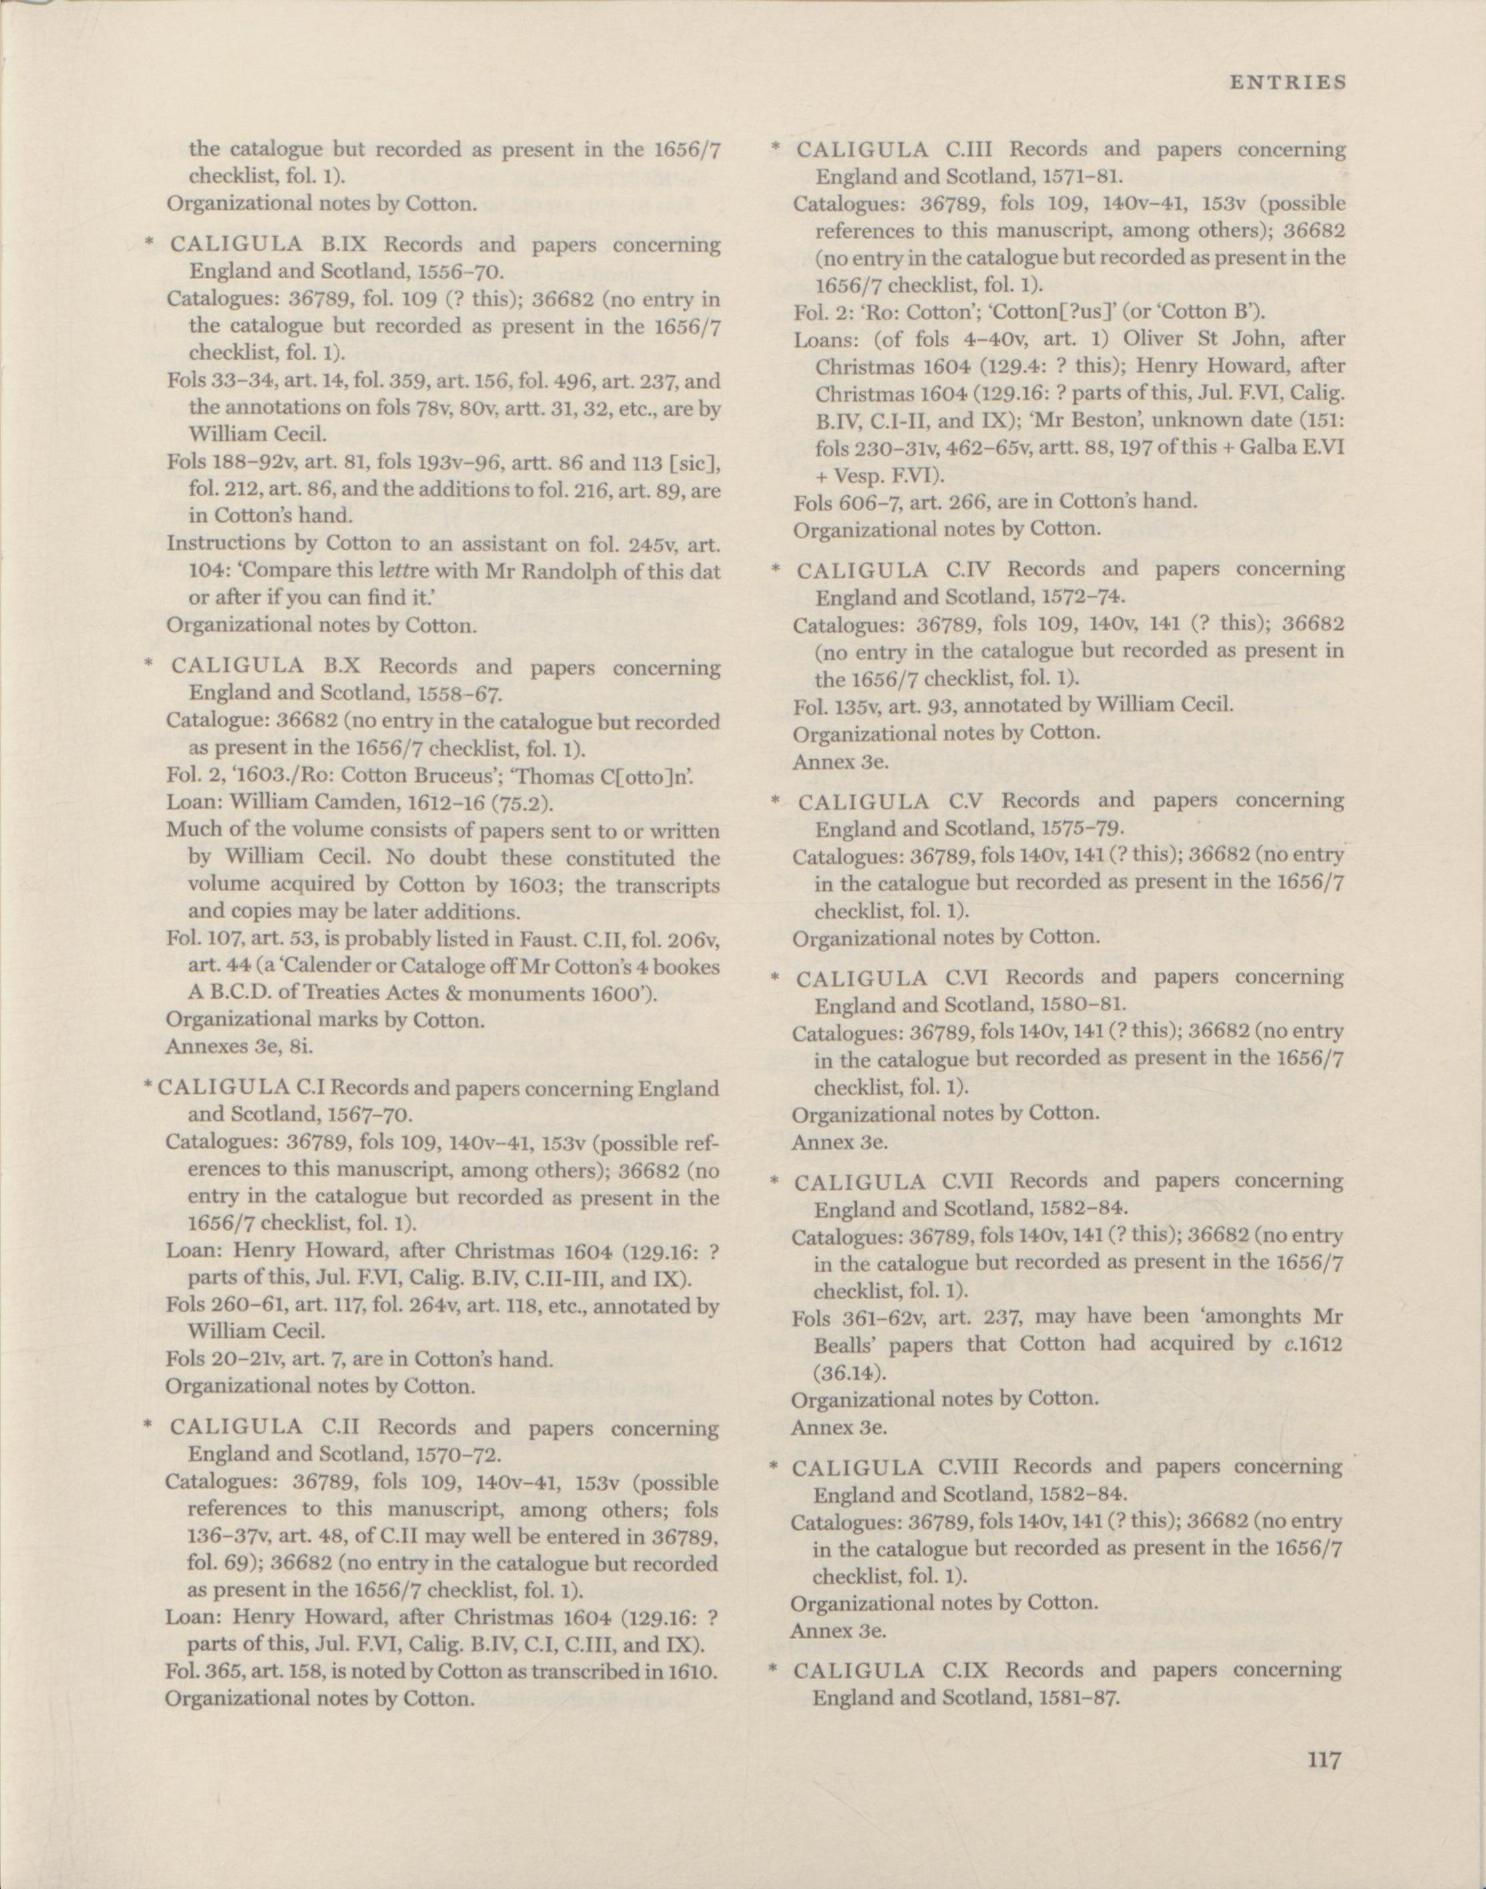 ENTRIES
the catalogue but recorded as present in the 1656/7
checklist, fol. 1).
Organizational notes by Cotton.
* CALIGULA B.IX Records and papers concerning
England and Scotland, 1556–70.
Catalogues: 36789, fol. 109 (? this); 36682 (no entry in
the catalogue but recorded as present in the 1656/7
checklist, fol. 1).
Fols 33–34, art. 14, fol. 359, art. 156, fol. 496, art. 237, and
the annotations on fols 78v, 80v, artt. 31, 32, etc., are by
William Cecil.
Fols 188–92v, art. 81, fols 193v–96, artt. 86 and 113 [sic],
fol. 212, art. 86, and the additions to fol. 216, art. 89, are
in Cotton's hand.
Instructions by Cotton to an assistant on fol. 245v, art.
104: ‘Compare this lettre with Mr Randolph of this dat
or after if you can find it.’
Organizational notes by Cotton.
* CALIGULA B.X Records and papers concerning
England and Scotland, 1558–67.
Catalogue: 36682 (no entry in the catalogue but recorded
as present in the 1656/7 checklist, fol. 1).
Fol. 2, ‘1603./Ro: Cotton Bruceus’; ‘Thomas C[otto]n’.
Loan: William Camden, 1612–16 (75.2).
Much of the volume consists of papers sent to or written
by William Cecil. No doubt these constituted the
volume acquired by Cotton by 1603; the transcripts
and copies may be later additions.
Fol. 107, art. 53, is probably listed in Faust. C.II, fol. 206v,
art. 44 (a ‘Calender or Cataloge off Mr Cotton's 4 bookes
A B.C.D. of Treaties Actes & monuments 1600’).
Organizational marks by Cotton.
Annexes 3e, 8i.
* CALIGULA C.I Records and papers concerning England
and Scotland, 1567–70.
Catalogues: 36789, fols 109, 140v–41, 153v (possible ref-
erences to this manuscript, among others); 36682 (no
entry in the catalogue but recorded as present in the
1656/7 checklist, fol. 1).
Loan: Henry Howard, after Christmas 1604 (129.16: ?
parts of this, Jul. F.VI, Calig. B.IV, C.II-III, and IX).
Fols 260–61, art. 117, fol. 264v, art. 118, etc., annotated by
William Cecil.
Fols 20–21v, art. 7, are in Cotton's hand.
Organizational notes by Cotton.
* CALIGULA C.II Records and papers concerning
England and Scotland, 1570–72.
Catalogues: 36789, fols 109, 140v–41, 153v (possible
references to this manuscript, among others; fols
136–37v, art. 48, of C.II may well be entered in 36789,
fol. 69); 36682 (no entry in the catalogue but recorded
as present in the 1656/7 checklist, fol. 1).
Loan: Henry Howard, after Christmas 1604 (129.16: ?
parts of this, Jul. F.VI, Calig. B.IV, C.I, C.III, and IX).
Fol. 365, art. 158, is noted by Cotton as transcribed in 1610.
Organizational notes by Cotton.
* CALIGULA C.III Records and papers concerning
England and Scotland, 1571–81.
Catalogues: 36789, fols 109, 140v–41, 153v (possible
references to this manuscript, among others); 36682
(no entry in the catalogue but recorded as present in the
1656/7 checklist, fol. 1).
Fol. 2: ‘Ro: Cotton’; ‘Cotton[?us]’ (or ‘Cotton B’).
Loans: (of fols 4–40v, art. 1) Oliver St John, after
Christmas 1604 (129.4: ? this); Henry Howard, after
Christmas 1604 (129.16: ? parts of this, Jul. F.VI, Calig.
B.IV, C.I-II, and IX); ‘Mr Beston’, unknown date (151:
fols 230–31v, 462–65v, artt. 88, 197 of this + Galba E.VI
+ Vesp. F.VI).
Fols 606–7, art. 266, are in Cotton's hand.
Organizational notes by Cotton.
* CALIGULA C.IV Records and papers concerning
England and Scotland, 1572–74.
Catalogues: 36789, fols 109, 140v, 141 (? this); 36682
(no entry in the catalogue but recorded as present in
the 1656/7 checklist, fol. 1).
Fol. 135v, art. 93, annotated by William Cecil.
Organizational notes by Cotton.
Annex 3e.
* CALIGULA C.V Records and papers concerning
England and Scotland, 1575–79.
Catalogues: 36789, fols 140v, 141 (? this); 36682 (no entry
in the catalogue but recorded as present in the 1656/7
checklist, fol. 1).
Organizational notes by Cotton.
* CALIGULA C.VI Records and papers concerning
England and Scotland, 1580–81.
Catalogues: 36789, fols 140v, 141 (? this); 36682 (no entry
in the catalogue but recorded as present in the 1656/7
checklist, fol. 1).
Organizational notes by Cotton.
Annex 3e.
* CALIGULA C.VII Records and papers concerning
England and Scotland, 1582–84.
Catalogues: 36789, fols 140v, 141 (? this); 36682 (no entry
in the catalogue but recorded as present in the 1656/7
checklist, fol. 1).
Fols 361–62v, art. 237, may have been ‘amonghts Mr
Bealls’ papers that Cotton had acquired by c.1612
(36.14).
Organizational notes by Cotton.
Annex 3e.
* CALIGULA C.VIII Records and papers concerning
England and Scotland, 1582–84.
Catalogues: 36789, fols 140v, 141 (? this); 36682 (no entry
in the catalogue but recorded as present in the 1656/7
checklist, fol. 1).
Organizational notes by Cotton.
Annex 3e.
* CALIGULA C.IX Records and papers concerning
England and Scotland, 1581–87.
117